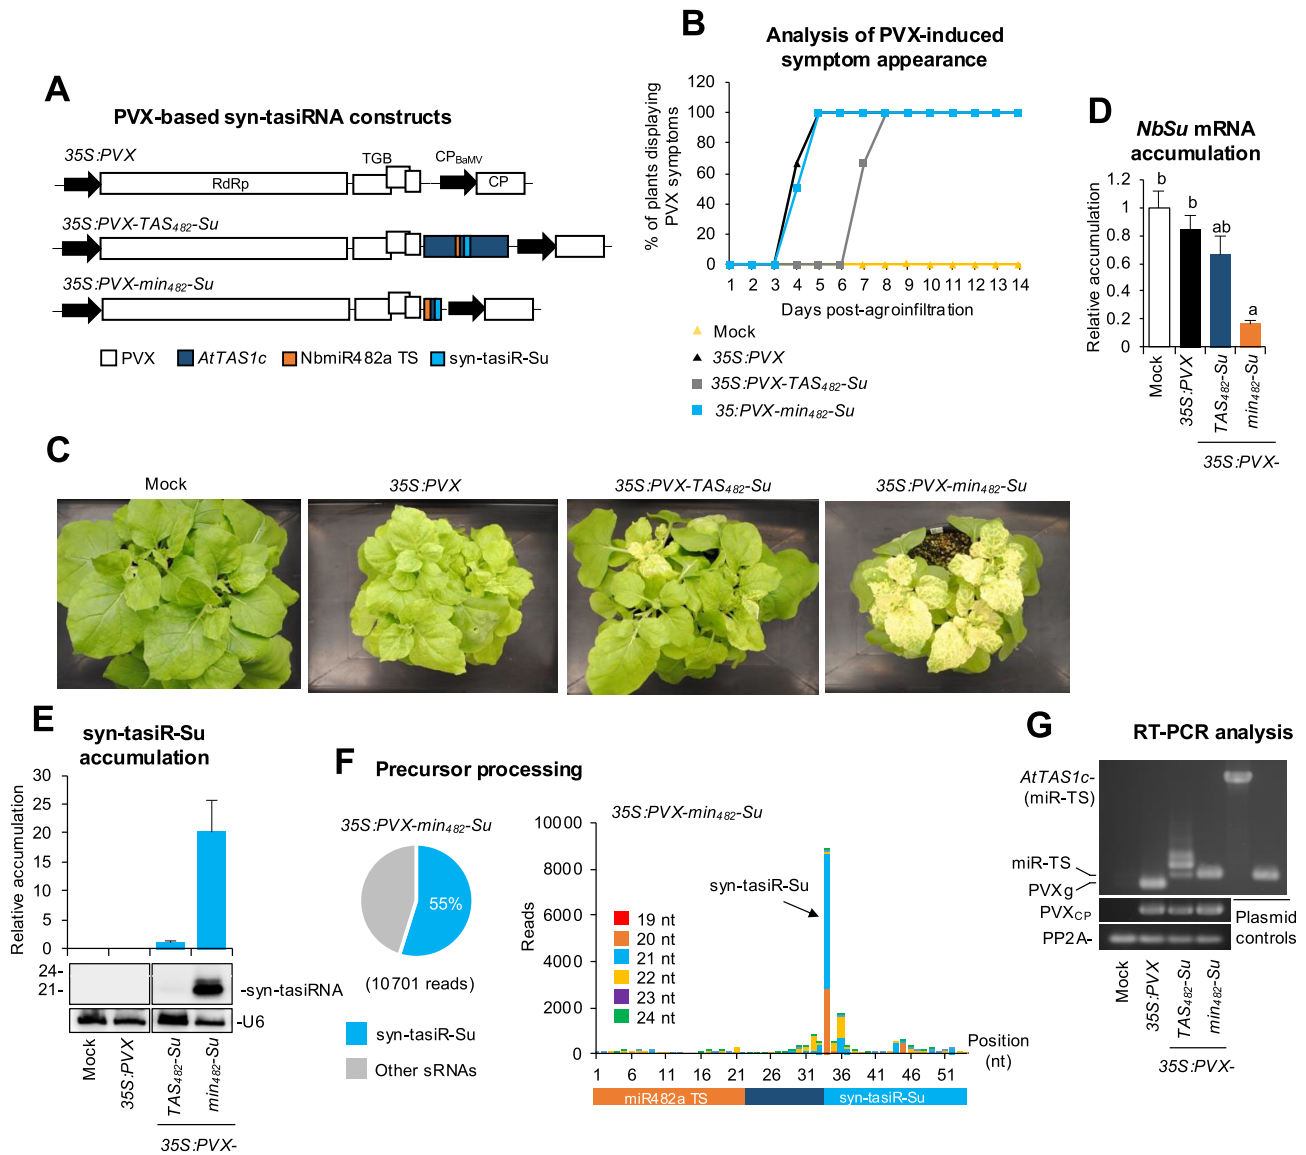 A
PVX-based syn-tasiRNA constructs
35S:PVX
TGB
CPBaMV
RdRp
CP
35S:PVX-TAS482-Su
35S:PVX-min482-Su
PVX
AtTAS1c
NbmiR482a TS
syn-tasiR-Su
B
Analysis of PVX-induced
symptom appearance
% of plants displaying
PVX symptoms
120
100
80
60
40
20
0
1 2 3 4 5 6 7 8 9 10 11 12 13 14
Days post-agroinfiltration
Mock
35S:PVX
35S:PVX-TAS482-Su
35:PVX-min482-Su
D
NbSu mRNA
accumulation
Relative accumulation
1.2
1
0.8
0.6
0.4
0.2
0
b
b
ab
a
Mock
35S:PVX
TAS482-Su
min482-Su
35S:PVX-
C
Mock
35S:PVX
35S:PVX-TAS482-Su
35S:PVX-min482-Su
E
syn-tasiR-Su
accumulation
Relative accumulation
30
25
20
15
10
5
0
24-
21-
-syn-tasiRNA
-U6
Mock
35S:PVX
TAS482-Su
min482-Su
35S:PVX-
F
Precursor processing
35S:PVX-min482-Su
55%
(10701 reads)
syn-tasiR-Su
Other sRNAs
35S:PVX-min482-Su
Reads
10000
8000
6000
4000
2000
0
syn-tasiR-Su
19 nt
20 nt
21 nt
22 nt
23 nt
24 nt
Position
(nt)
1 6 11 16 21 26 31 36 41 46 51
miR482a TS
syn-tasiR-Su
G
RT-PCR analysis
AtTAS1c-
(miR-TS)
miR-TS
PVXg
PVXCP
PP2A-
Plasmid
controls
Mock
35S:PVX
TAS482-Su
min482-Su
35S:PVX-